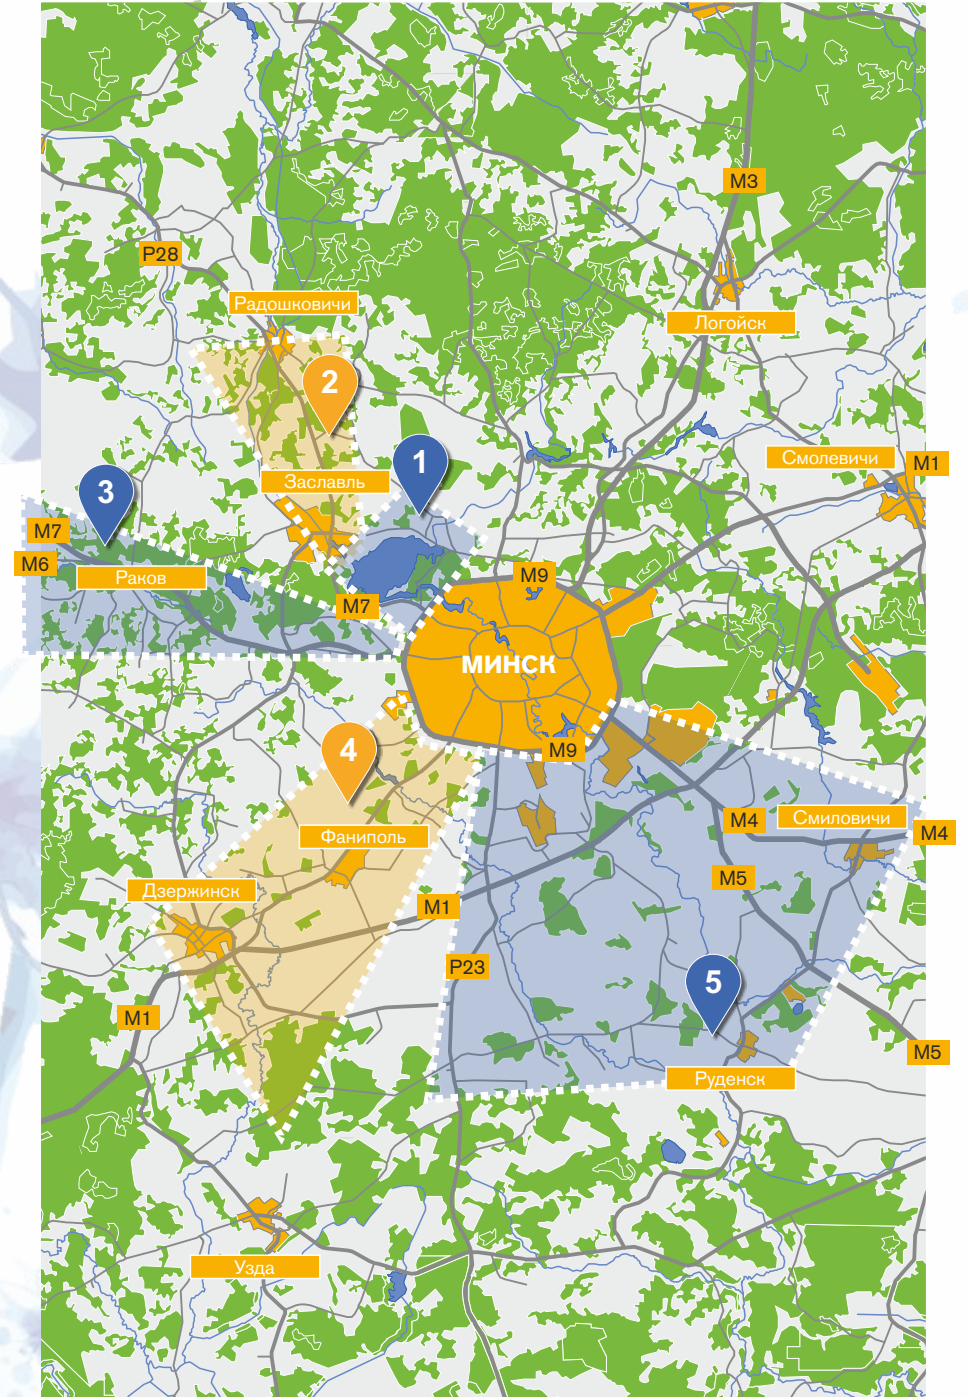 М3
Р28
Радошковичи
Логойск
2
Смолевичи
М1
1
Заславль
3
М7
М6
Раков
М9
М7
МИНСК
4
М9
М4
Смиловичи
М4
Фаниполь
М5
Дзержинск
М1
Р23
5
М1
М5
Руденск
Узда